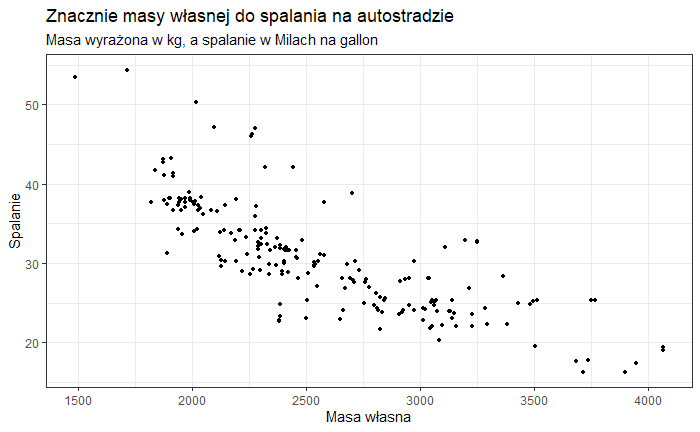 Znacznie masy własnej do spalania na autostradzie
Masa wyrażona w kg, a spalanie w Milach na gallon
50
40
30
20
Spalanie
1500 2000 2500 3000 3500 4000
Masa własna